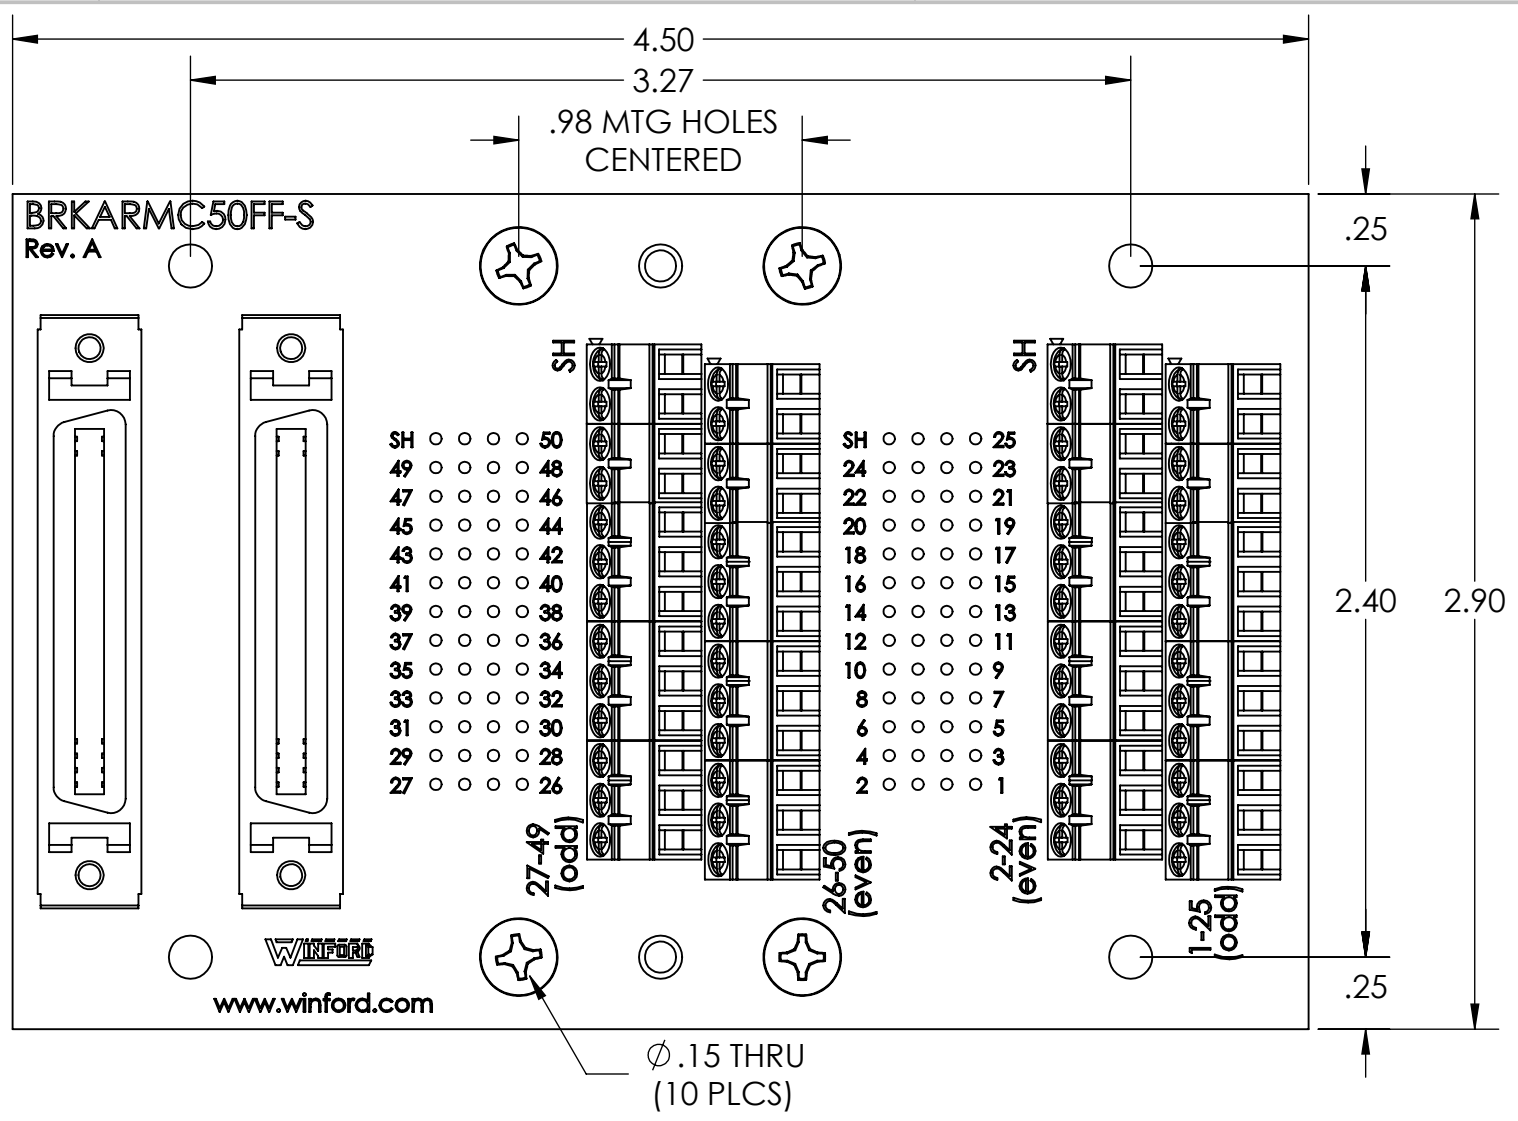 4.50
3.27
.98 MTG HOLES
CENTERED
BRKARMC50FF-S
Rev. A
.25
SH
SH
SH 50
49 48
47 46
45 44
43 42
41 40
39 38
37 36
35 34
33 32
31 30
29 28
27 26
SH 25
24 23
22 21
20 19
18 17
16 15
14 13
12 11
10 9
8 7
6 5
4 3
2 1
2.40
2.90
27-49
(odd)
26-50
(even)
2-24
(even)
1-25
(odd)
WINFORD
www.winford.com
.25
∅ .15 THRU
(10 PLCS)